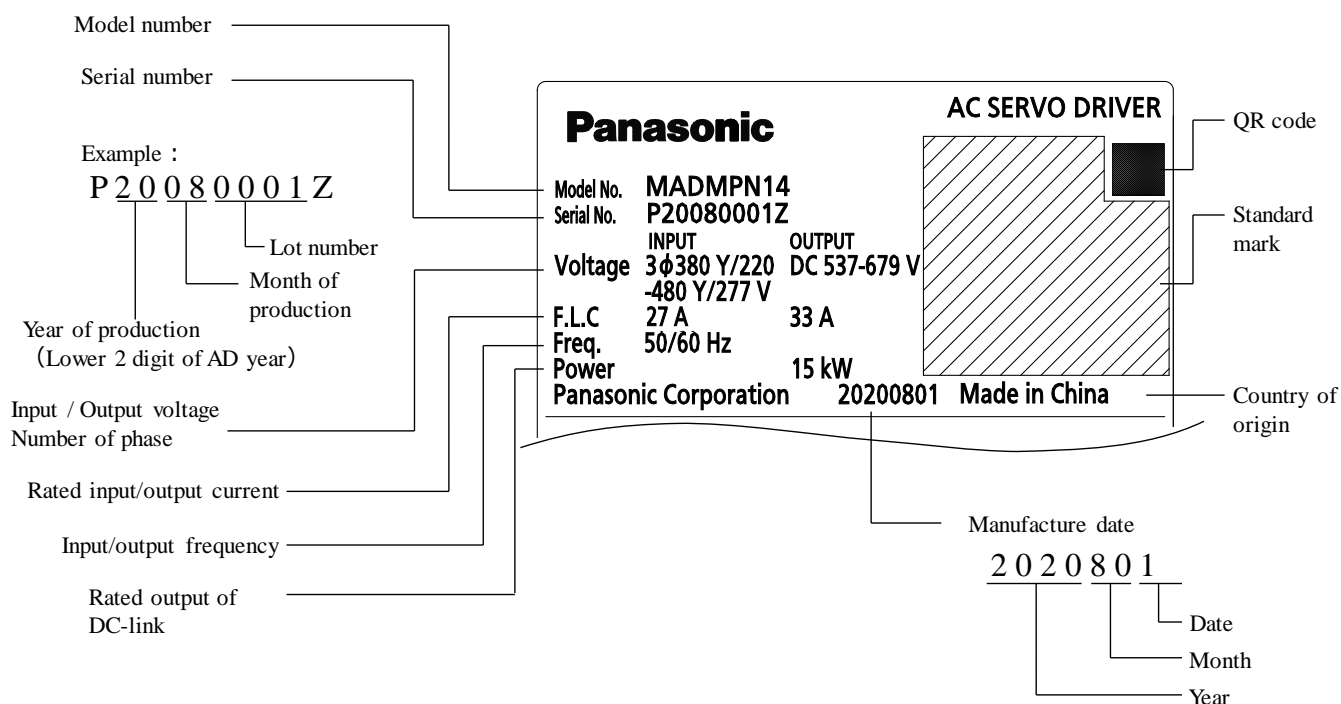 Model number
Serial number
Example :
P20080001Z
Lot number
Month of
production
Year of production
(Lower 2 digit of AD year)
Input / Output voltage
Number of phase
Rated input/output current
Input/output frequency
Rated output of
DC-link
Panasonic
AC SERVO DRIVER
Model No. MADMPN14
Serial No. P20080001Z
INPUT OUTPUT
Voltage 3ϕ380 Y/220 DC 537-679 V
-480 Y/277 V
F.L.C 27 A 33 A
Freq. 50/60 Hz
Power 15 kW
Panasonic Corporation 20200801 Made in China
QR code
Standard
mark
Country of
origin
Manufacture date
2020801
Date
Month
Year